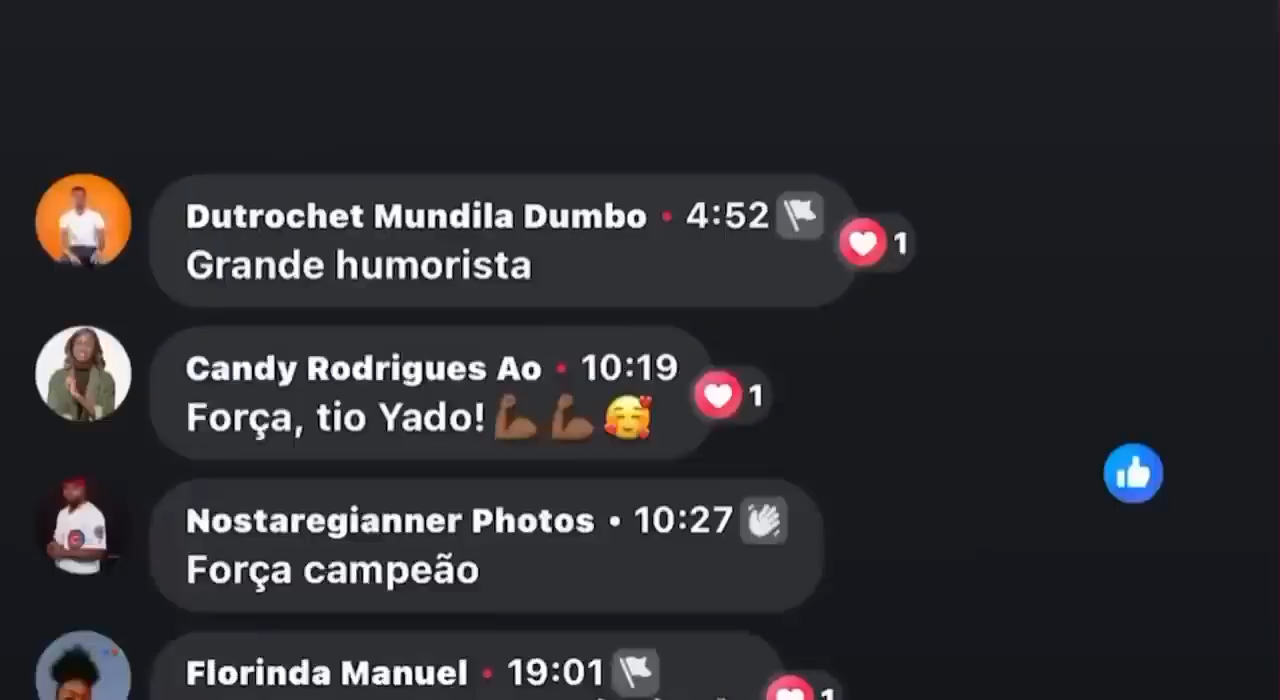 Dutrochet Mundila Dumbo • 4:52
Grande humorista
1
Candy Rodrigues Ao • 10:19
Força, tio Yado! 💪🏾💪🏾🥰
1
Nostaregianner Photos • 10:27
Força campeão
Florinda Manuel • 19:01
1